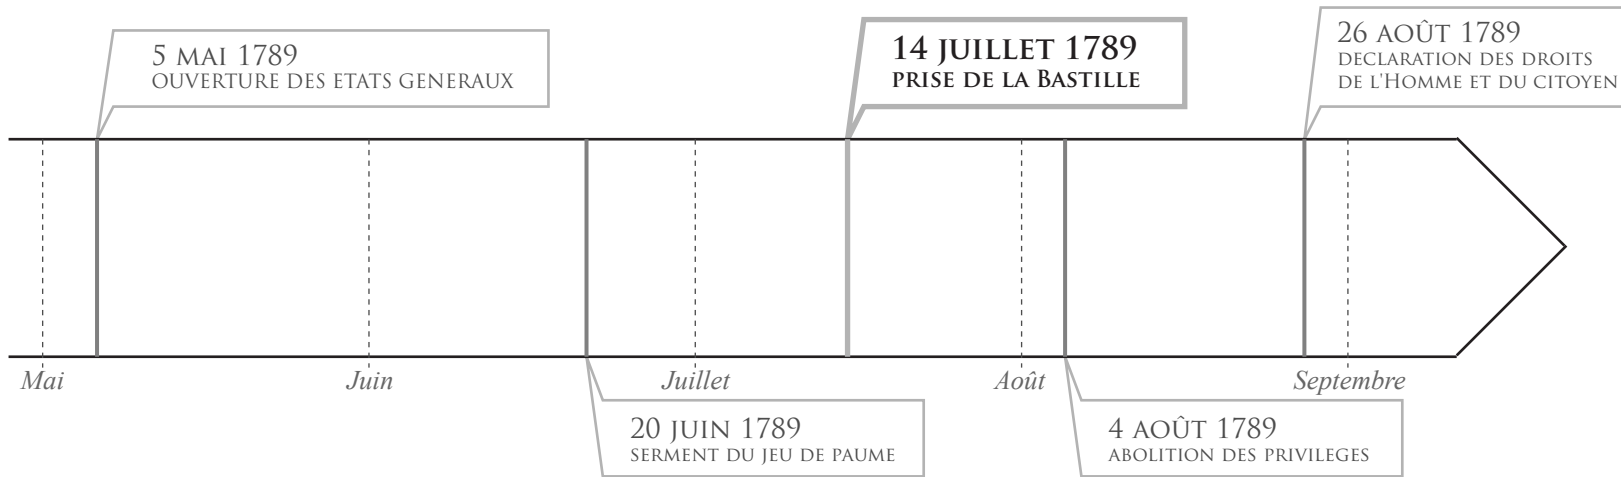 5 MAI 1789
OUVERTURE DES ETATS GENERAUX
14 JUILLET 1789
PRISE DE LA BASTILLE
26 AOÛT 1789
DECLARATION DES DROITS
DE L'HOMME ET DU CITOYEN
Mai
Juin
Juillet
Août
Septembre
20 JUIN 1789
SERMENT DU JEU DE PAUME
4 AOÛT 1789
ABOLITION DES PRIVILEGES